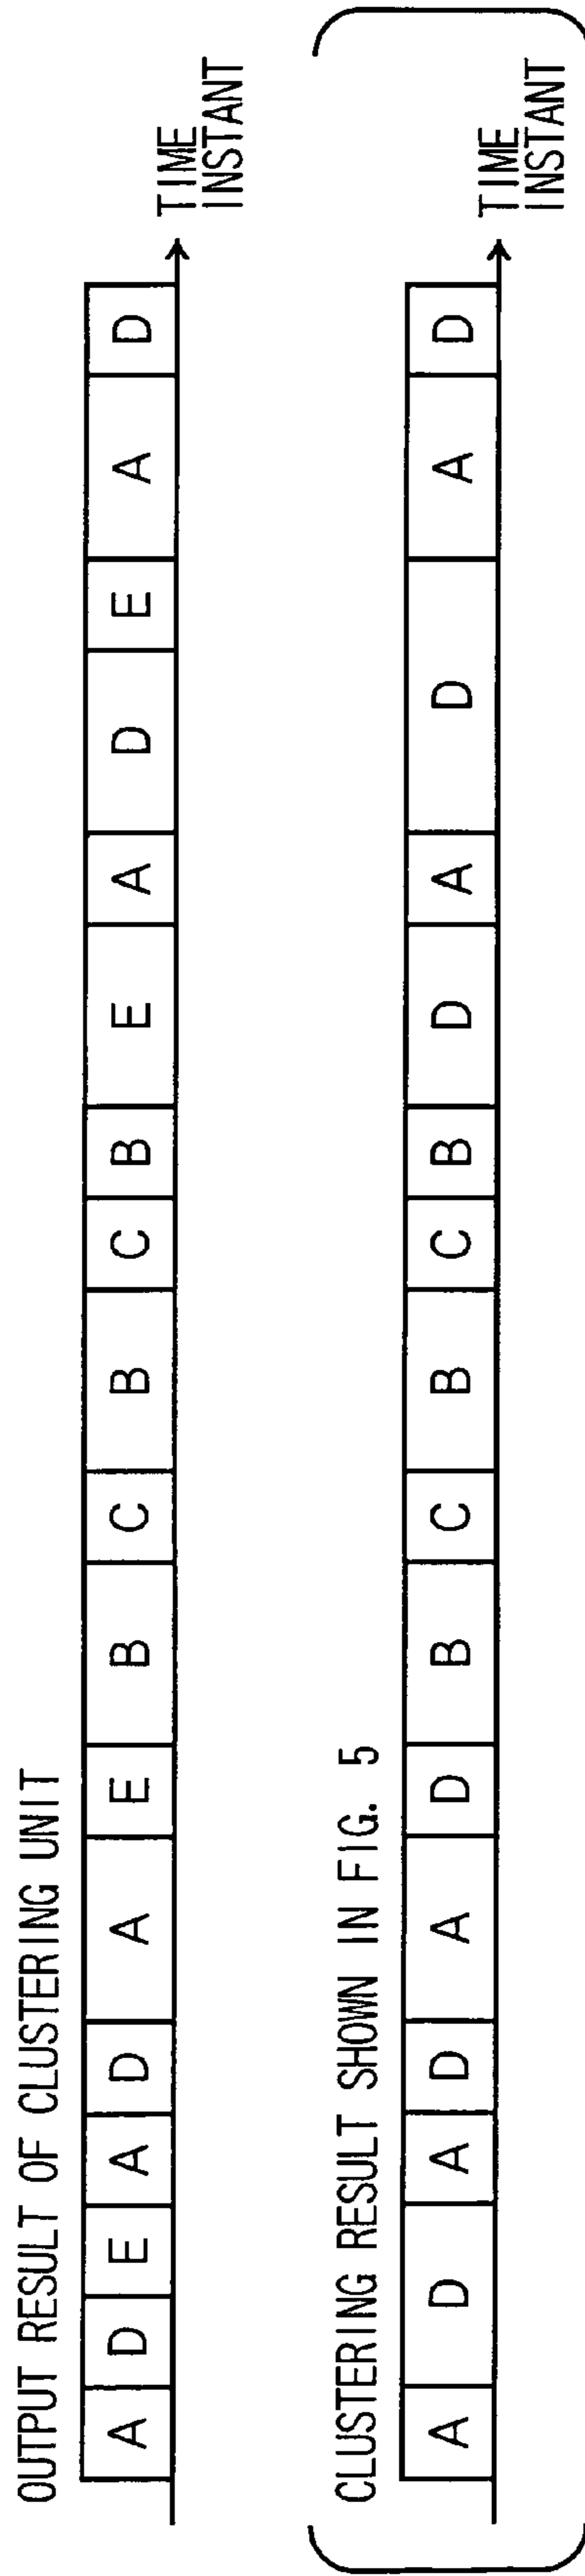 OUTPUT RESULT OF CLUSTERING UNIT
A D E A D A E B C B C B E A D E A D
TIME
INSTANT
CLUSTERING RESULT SHOWN IN FIG. 5
A D A D A D B C B C B D A D A D
TIME
INSTANT